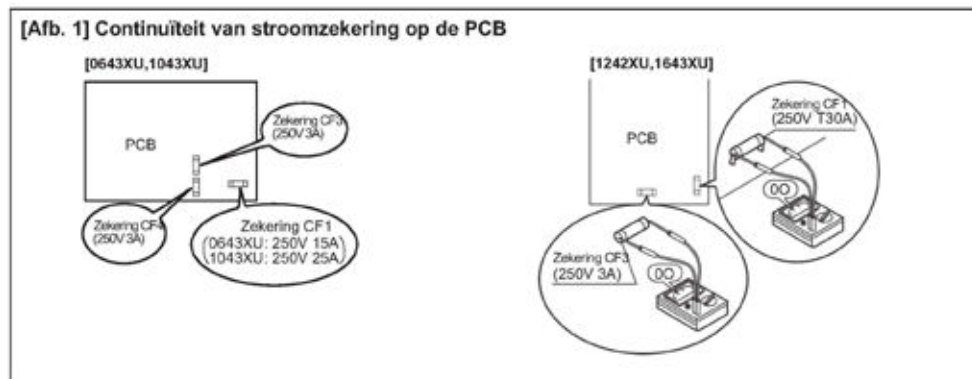 [Afb. 1] Continuïteit van stroomzekering op de PCB
[0643XU,1043XU]
PCB
Zekering CF3
(250V 3A)
Zekering CF4
(250V 3A)
Zekering CF1
(0643XU: 250V 15A)
(1043XU: 250V 25A)
[1242XU,1643XU]
Zekering CF1
(250V T30A)
PCB
0Ω
Zekering CF3
(250V 3A)
0Ω